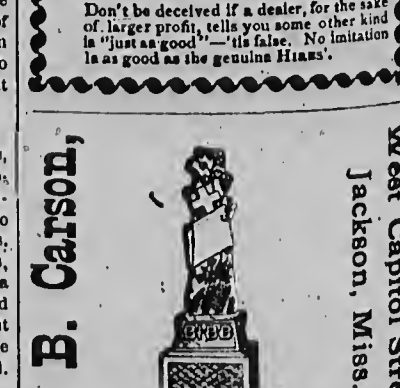 Don't be deceived if a dealer, for the sake
of larger profit, tells you some other kind
is "just as good"—'tis false. No imitation
is as good as the genuine HIRES'.
B. Carson,
West Capitol Stre
Jackson, Miss.